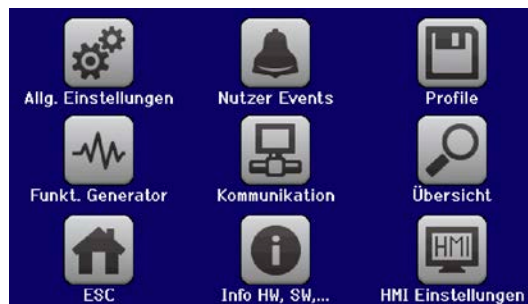 Allg. Einstellungen
Nutzer Events
Profile
Funkt. Generator
Kommunikation
Übersicht
HMI
ESC
Info HW, SW,...
HMI Einstellungen